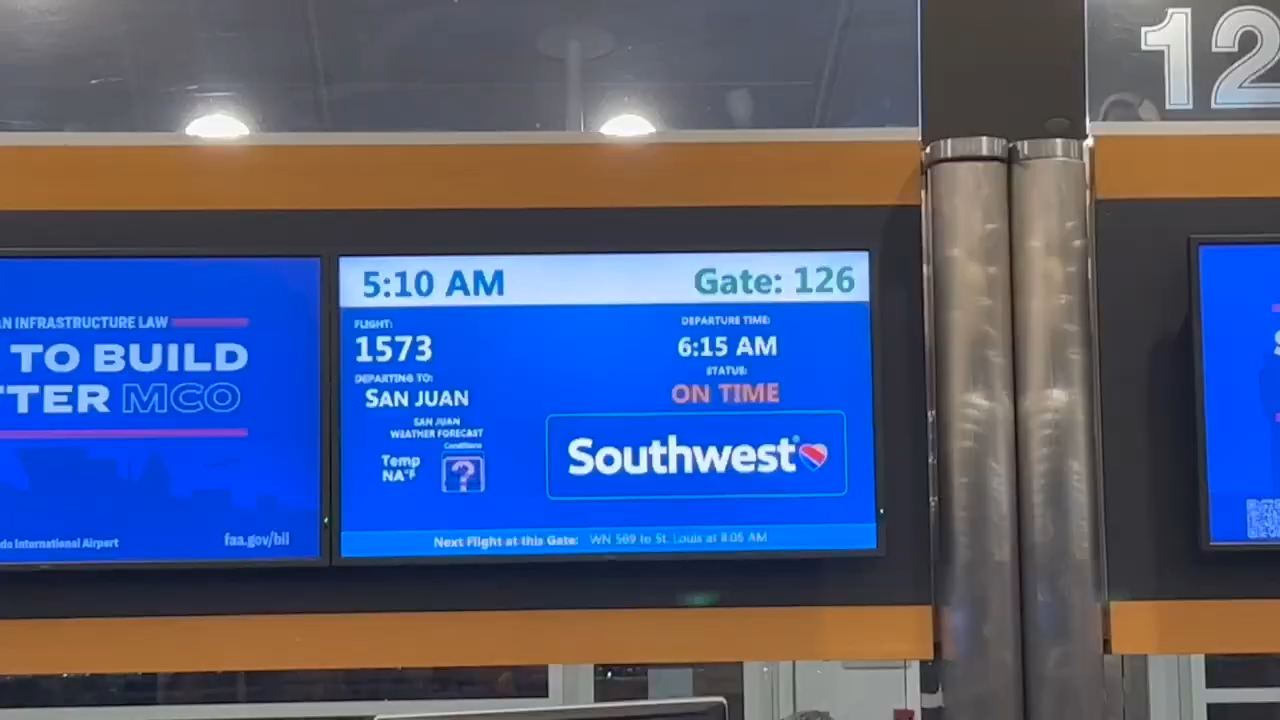 12
5:10 AM
Gate: 126
N INFRASTRUCTURE LAW
TO BUILD
TTER MCO
FLIGHT:
1573
DEPARTING TO:
SAN JUAN
SAN JUAN
WEATHER FORECAST
Conditions
Temp
NA°F
?
DEPARTURE TIME:
6:15 AM
STATUS:
ON TIME
Southwest
Next Flight at this Gate: WN 569 to St. Louis at 8:05 AM
International Airport
faa.gov/bil
S